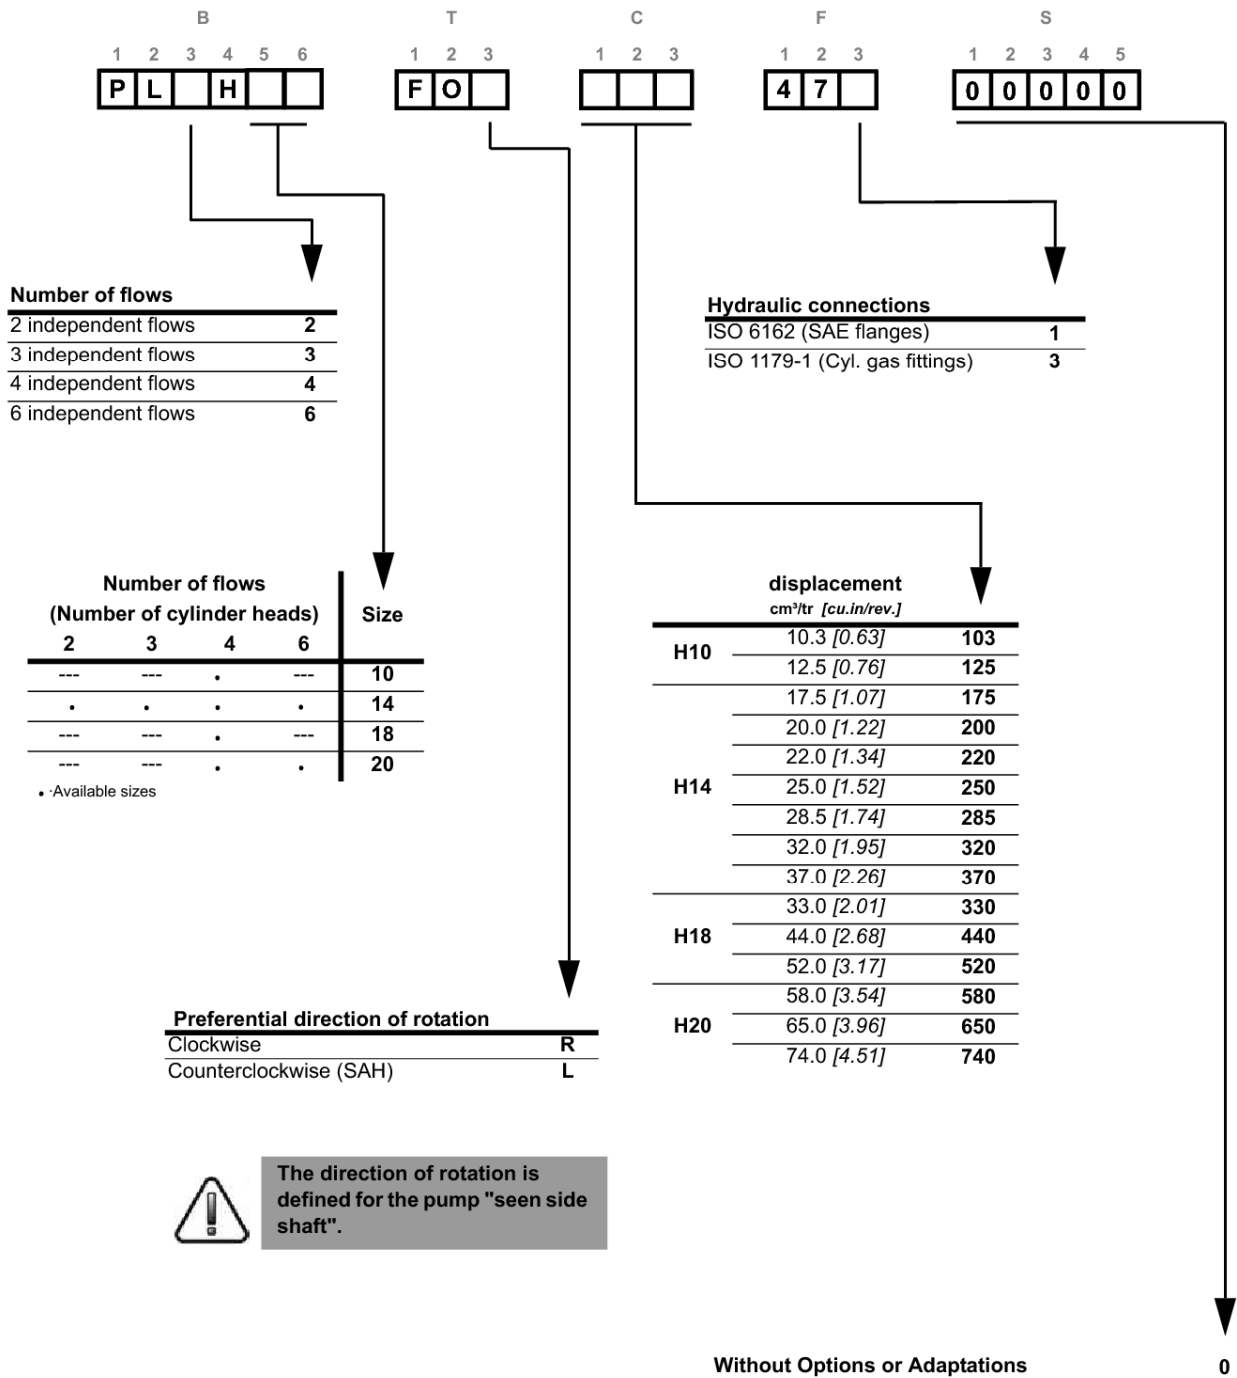 B T C F S
1 2 3 4 5 6 1 2 3 1 2 3 1 2 3 1 2 3 4 5
P L H F O 4 7 0 0 0 0 0
Number of flows
2 independent flows 2
3 independent flows 3
4 independent flows 4
6 independent flows 6
Hydraulic connections
ISO 6162 (SAE flanges) 1
ISO 1179-1 (Cyl. gas fittings) 3
Number of flows
(Number of cylinder heads) Size
2 3 4 6
--- --- . --- 10
. . . . 14
--- --- . --- 18
--- --- . . 20
• -Available sizes
displacement
cm³/tr [cu.in/rev.]
H10
10.3 [0.63] 103
12.5 [0.76] 125
H14
17.5 [1.07] 175
20.0 [1.22] 200
22.0 [1.34] 220
25.0 [1.52] 250
28.5 [1.74] 285
32.0 [1.95] 320
37.0 [2.26] 370
H18
33.0 [2.01] 330
44.0 [2.68] 440
52.0 [3.17] 520
H20
58.0 [3.54] 580
65.0 [3.96] 650
74.0 [4.51] 740
Preferential direction of rotation
Clockwise R
Counterclockwise (SAH) L
The direction of rotation is
defined for the pump "seen side
shaft".
Without Options or Adaptations 0